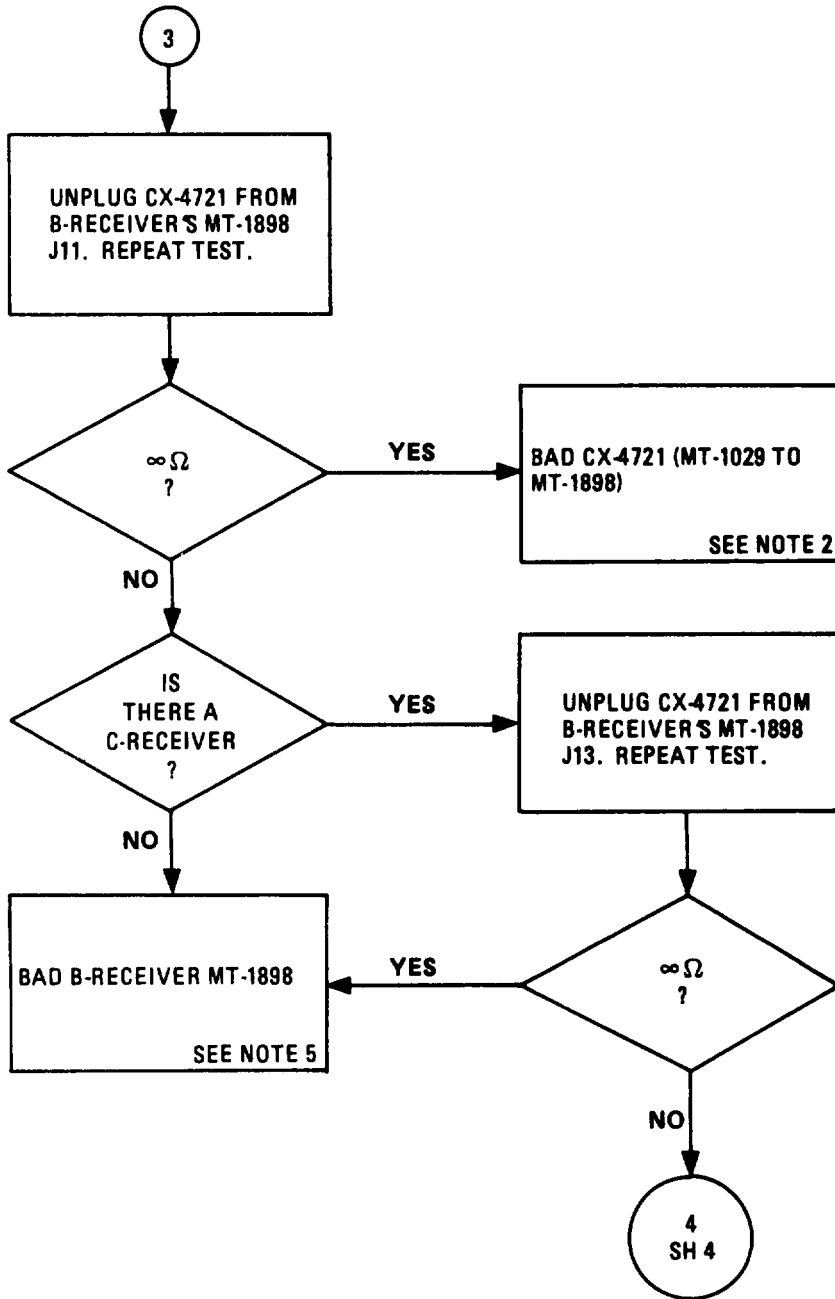 3
UNPLUG CX-4721 FROM
B-RECEIVER'S MT-1898
J11. REPEAT TEST.
∞ Ω
?
YES
BAD CX-4721 (MT-1029 TO
MT-1898)
SEE NOTE 2
NO
IS
THERE A
C-RECEIVER
?
YES
UNPLUG CX-4721 FROM
B-RECEIVER'S MT-1898
J13. REPEAT TEST.
NO
BAD B-RECEIVER MT-1898
SEE NOTE 5
YES
∞ Ω
?
NO
4
SH 4